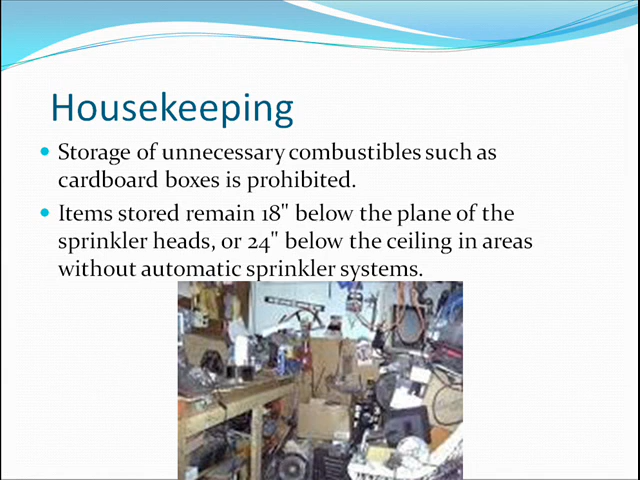 Housekeeping
Storage of unnecessary combustibles such as
cardboard boxes is prohibited.
Items stored remain 18" below the plane of the
sprinkler heads, or 24" below the ceiling in areas
without automatic sprinkler systems.